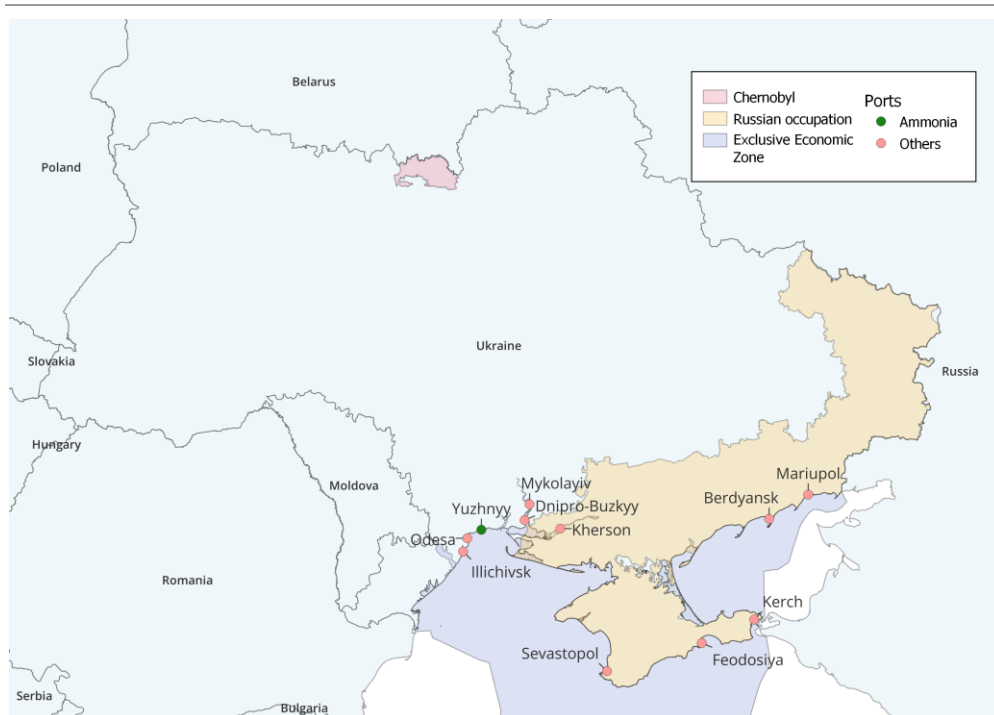 Belarus
Chernobyl
Russian occupation
Exclusive Economic
Zone
Ports
Ammonia
Others
Poland
Ukraine
Slovakia
Russia
Hungary
Moldova
Mariupol
Mykolayiv
Berdyansk
Yuzhnyy
Dnipro-Buzkyy
Odesa
Kherson
Illichivsk
Romania
Kerch
Sevastopol
Feodosiya
Serbia
Bulgaria